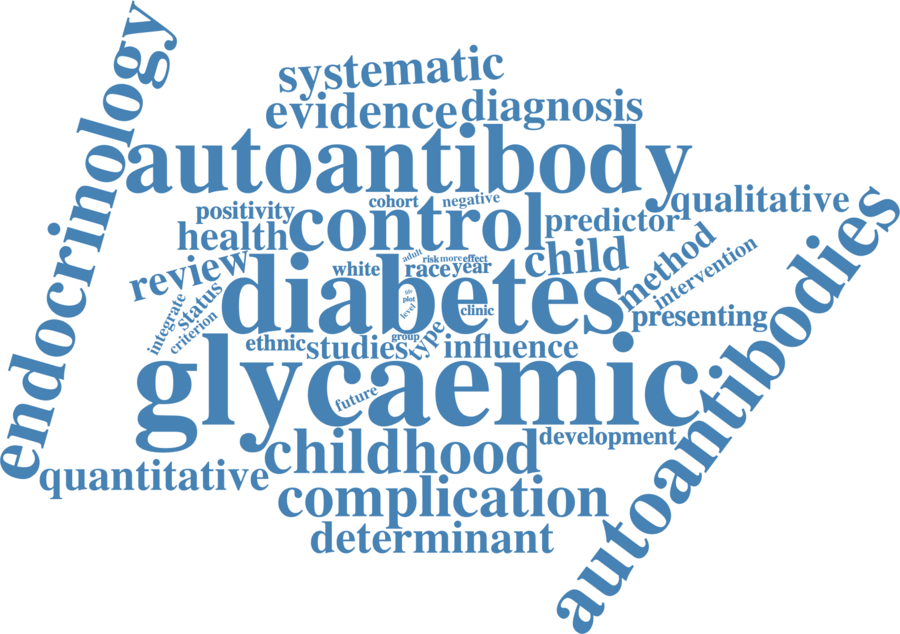 endocrinology
systematic
evidence
diagnosis
autoantibody
positivity
cohort
negative
qualitative
health
control
predictor
autoantibodies
review
white
adult
risk
more
effect
race
year
child
method
intervention
integrate
status
criterion
diabetes
life
plot
level
clinic
presenting
ethnic
studies
group
type
influence
glycaemic
future
development
quantitative
childhood
complication
determinant